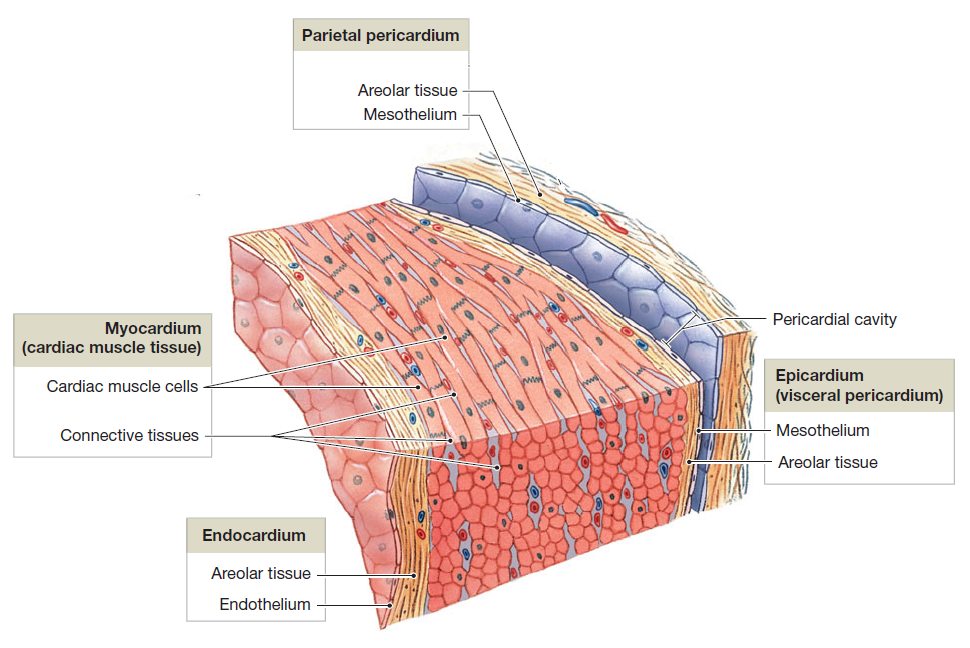 Parietal pericardium
Areolar tissue
Mesothelium
Pericardial cavity
Myocardium
(cardiac muscle tissue)
Cardiac muscle cells
Connective tissues
Epicardium
(visceral pericardium)
Mesothelium
Areolar tissue
Endocardium
Areolar tissue
Endothelium